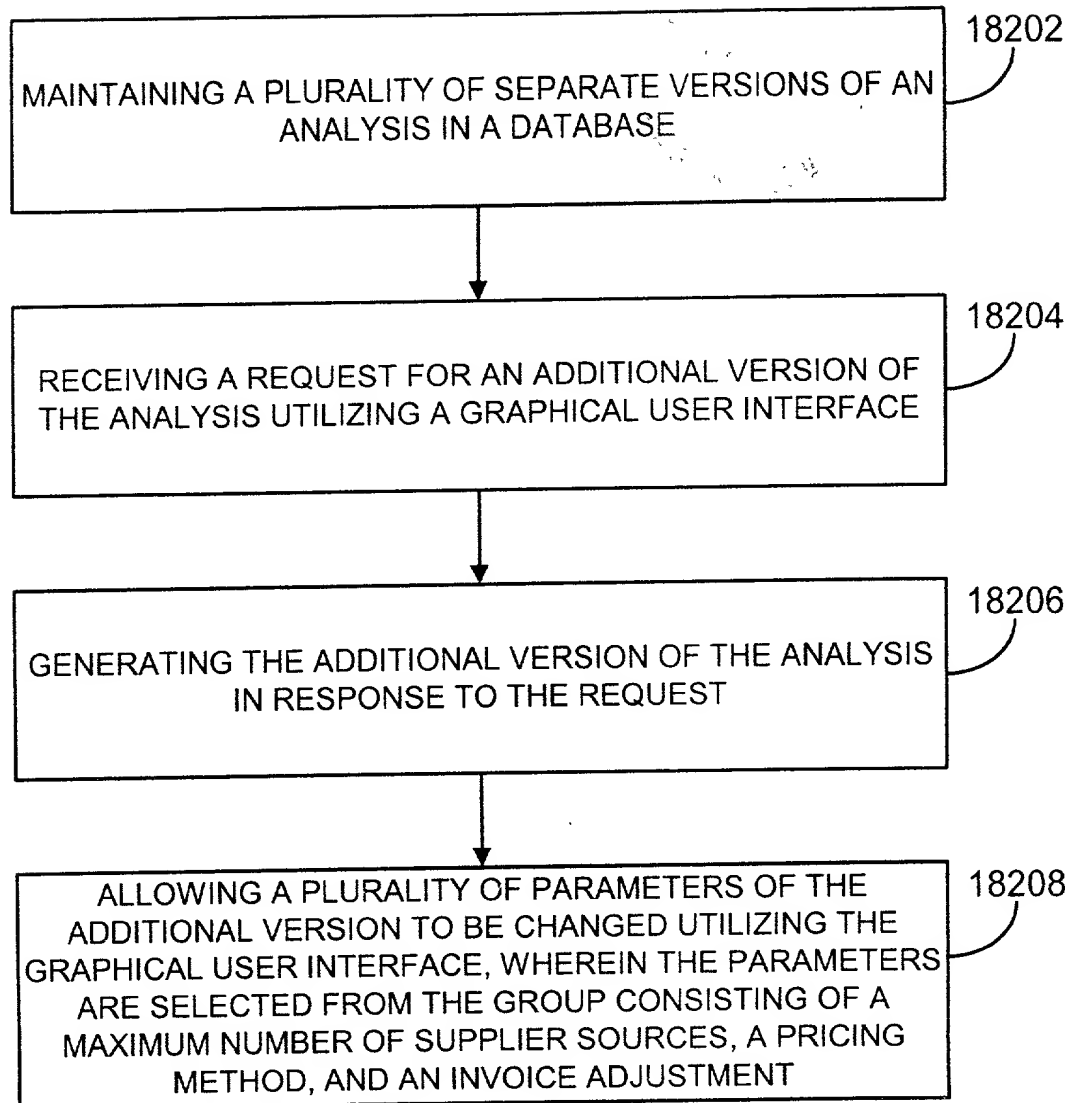 18202
MAINTAINING A PLURALITY OF SEPARATE VERSIONS OF AN
ANALYSIS IN A DATABASE
18204
RECEIVING A REQUEST FOR AN ADDITIONAL VERSION OF
THE ANALYSIS UTILIZING A GRAPHICAL USER INTERFACE
18206
GENERATING THE ADDITIONAL VERSION OF THE ANALYSIS
IN RESPONSE TO THE REQUEST
18208
ALLOWING A PLURALITY OF PARAMETERS OF THE
ADDITIONAL VERSION TO BE CHANGED UTILIZING THE
GRAPHICAL USER INTERFACE, WHEREIN THE PARAMETERS
ARE SELECTED FROM THE GROUP CONSISTING OF A
MAXIMUM NUMBER OF SUPPLIER SOURCES, A PRICING
METHOD, AND AN INVOICE ADJUSTMENT